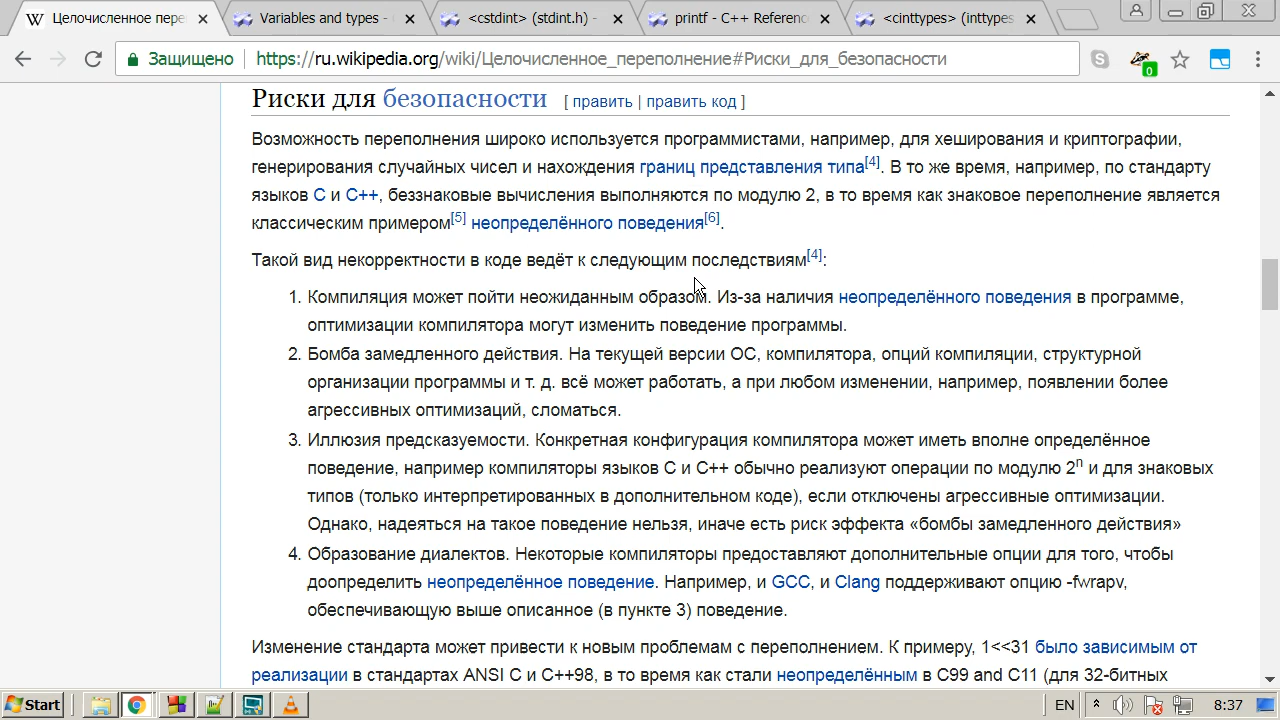 Целочисленное пере
Variables and types -
<cstdint> (stdint.h) -
printf - C++ Referenc
<cinttypes> (inttypes
Защищено
https://ru.wikipedia.org/wiki/Целочисленное_переполнение#Риски_для_безопасности
0
Риски для безопасности [ править | править код ]
Возможность переполнения широко используется программистами, например, для хеширования и криптографии,
генерирования случайных чисел и нахождения границ представления типа[4]. В то же время, например, по стандарту
языков C и C++, беззнаковые вычисления выполняются по модулю 2, в то время как знаковое переполнение является
классическим примером[5] неопределённого поведения[6].
Такой вид некорректности в коде ведёт к следующим последствиям[4]:
1. Компиляция может пойти неожиданным образом. Из-за наличия неопределённого поведения в программе,
оптимизации компилятора могут изменить поведение программы.
2. Бомба замедленного действия. На текущей версии ОС, компилятора, опций компиляции, структурной
организации программы и т. д. всё может работать, а при любом изменении, например, появлении более
агрессивных оптимизаций, сломаться.
3. Иллюзия предсказуемости. Конкретная конфигурация компилятора может иметь вполне определённое
поведение, например компиляторы языков C и C++ обычно реализуют операции по модулю 2n и для знаковых
типов (только интерпретированных в дополнительном коде), если отключены агрессивные оптимизации.
Однако, надеяться на такое поведение нельзя, иначе есть риск эффекта «бомбы замедленного действия»
4. Образование диалектов. Некоторые компиляторы предоставляют дополнительные опции для того, чтобы
доопределить неопределённое поведение. Например, и GCC, и Clang поддерживают опцию -fwrapv,
обеспечивающую выше описанное (в пункте 3) поведение.
Изменение стандарта может привести к новым проблемам с переполнением. К примеру, 1<<31 было зависимым от
реализации в стандартах ANSI C и C++98, в то время как стали неопределённым в C99 and C11 (для 32-битных
Start
EN
8:37